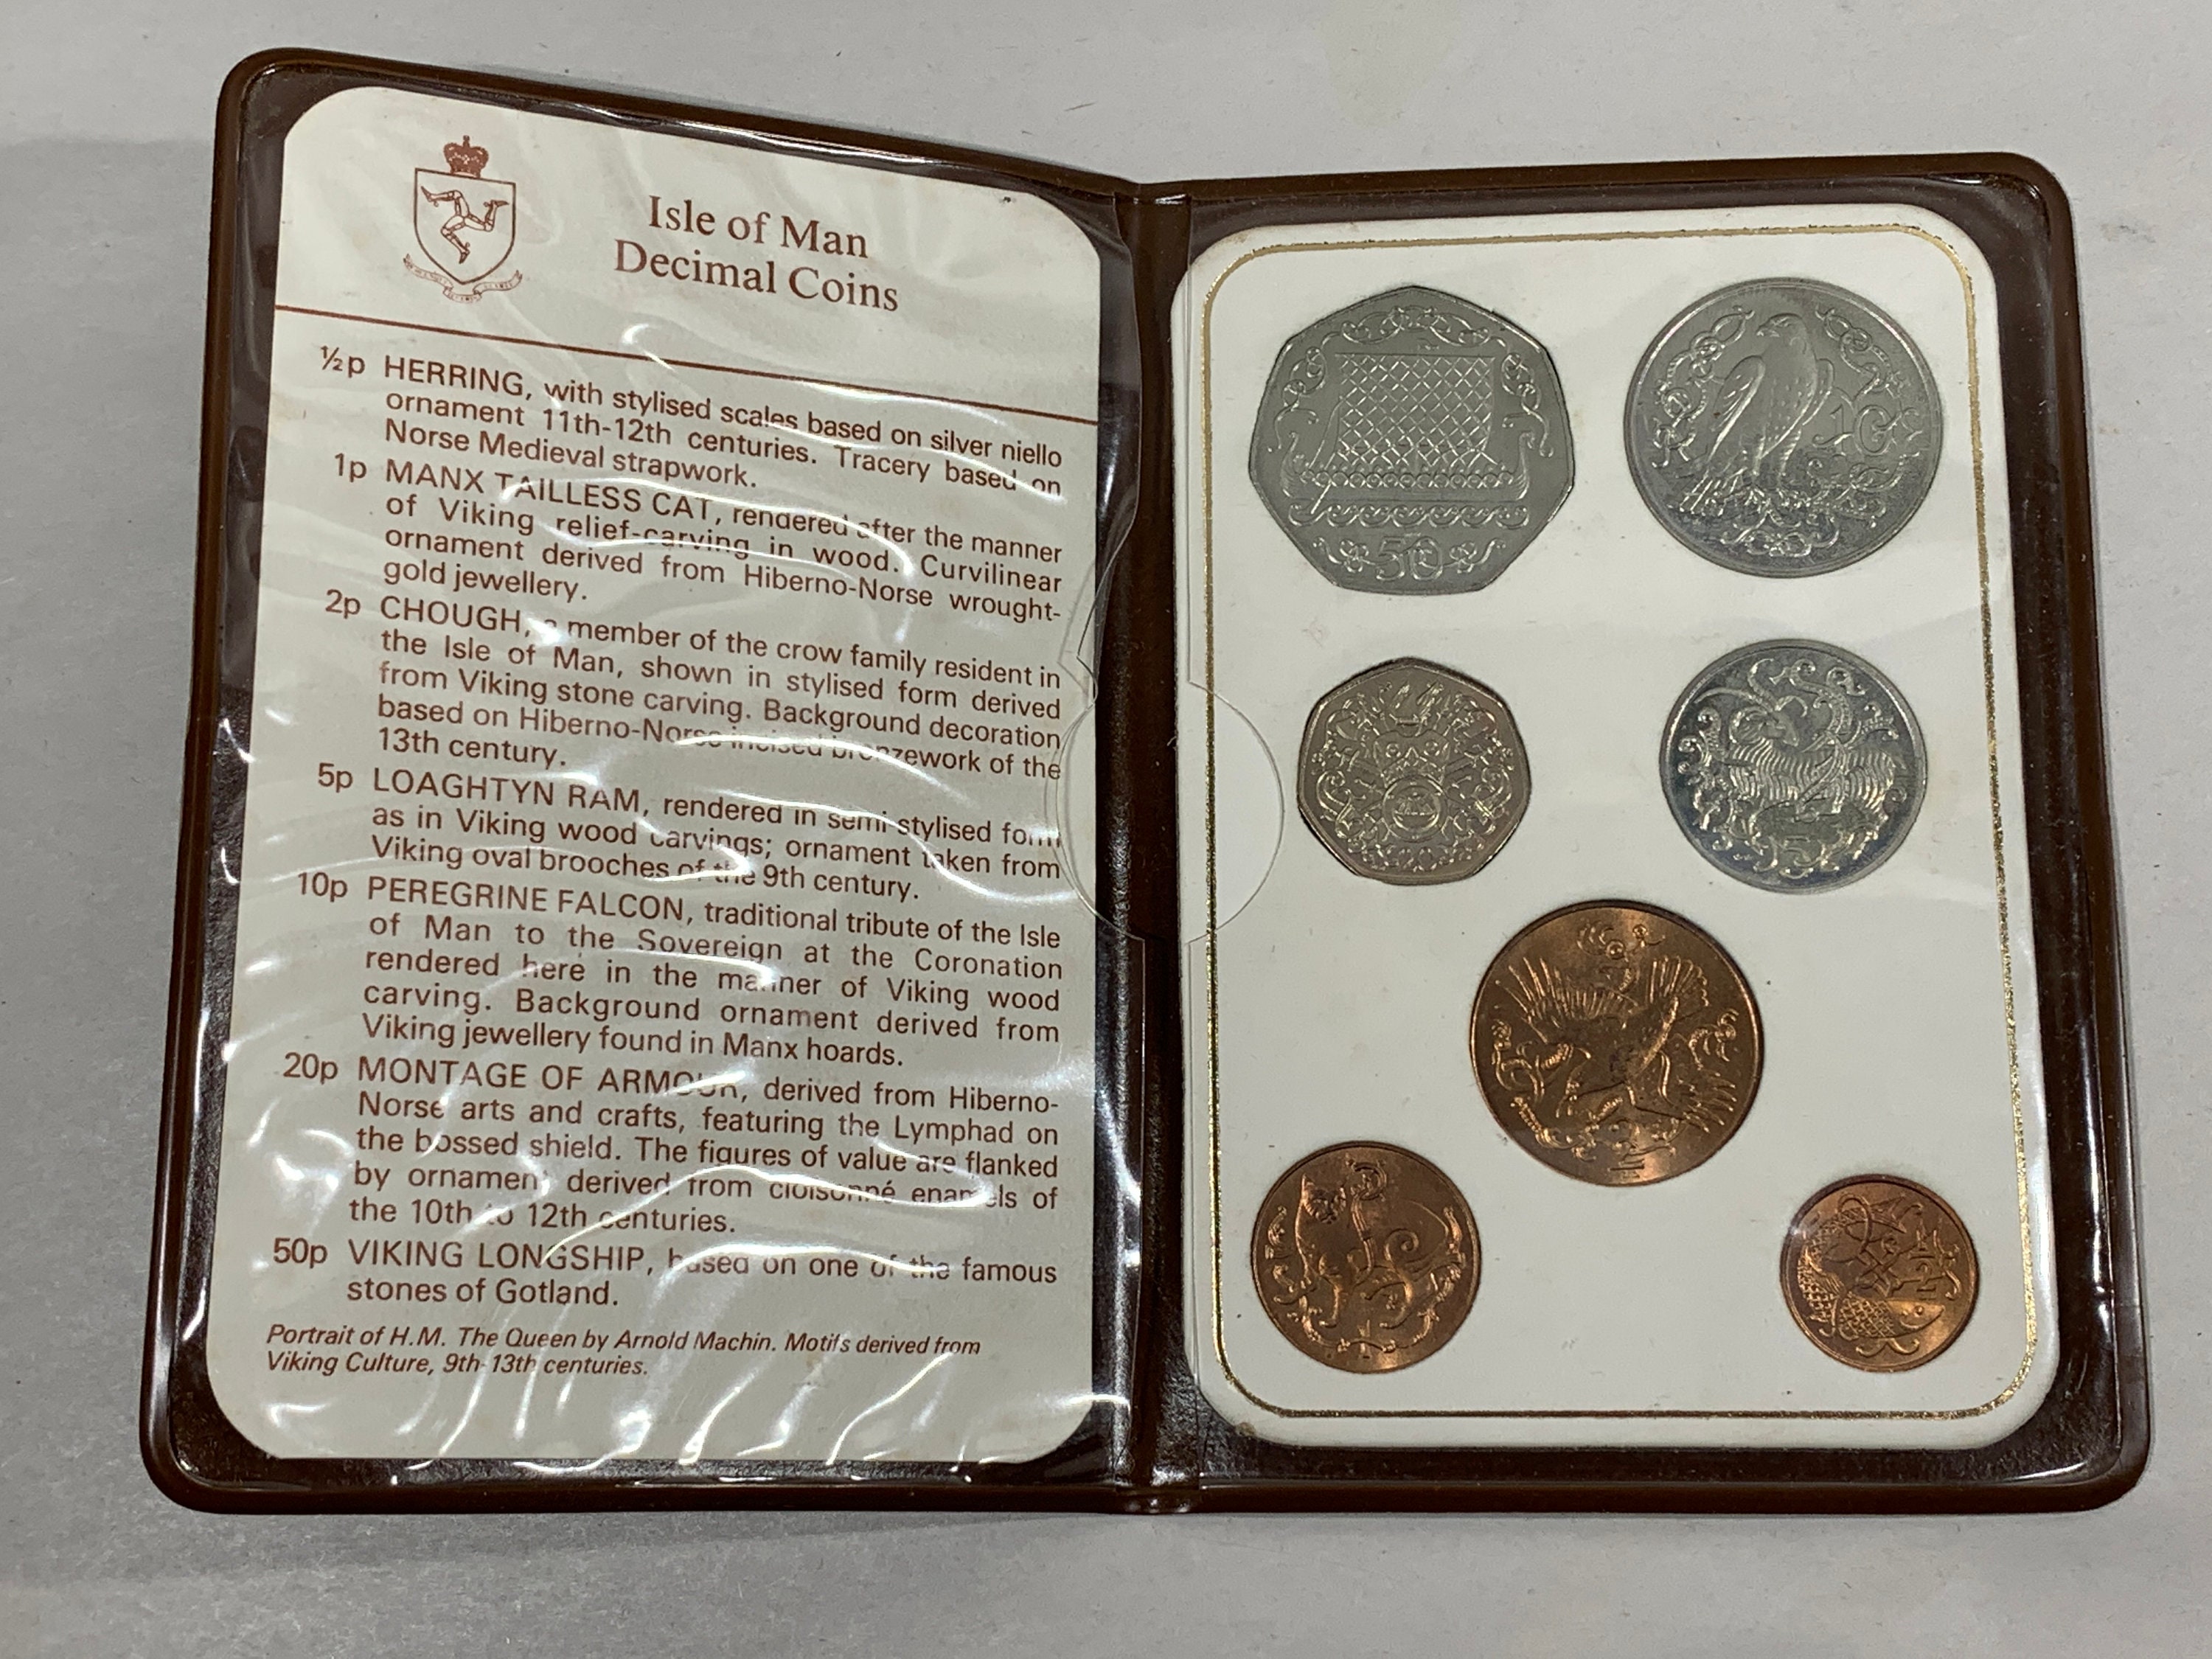 Isle of Man
Decimal Coins
½p HERRING, with stylised scales based on silver niello
ornament 11th-12th centuries. Tracery based on
Norse Medieval strapwork.
1p MANX TAILLESS CAT, rendered after the manner
of Viking relief-carving in wood. Curvilinear
ornament derived from Hiberno-Norse wrought-
gold jewellery.
2p CHOUGH, a member of the crow family resident in
the Isle of Man, shown in stylised form derived
from Viking stone carving. Background decoration
based on Hiberno-Norse incised bronzework of the
13th century.
5p LOAGHTYN RAM, rendered in semi-stylised form
as in Viking wood carvings; ornament taken from
Viking oval brooches of the 9th century.
10p PEREGRINE FALCON, traditional tribute of the Isle
of Man to the Sovereign at the Coronation
rendered here in the manner of Viking wood
carving. Background ornament derived from
Viking jewellery found in Manx hoards.
20p MONTAGE OF ARMOUR, derived from Hiberno-
Norse arts and crafts, featuring the Lymphad on
the bossed shield. The figures of value are flanked
by ornament derived from cloisonné enamels of
the 10th to 12th centuries.
50p VIKING LONGSHIP, based on one of the famous
stones of Gotland.
Portrait of H.M. The Queen by Arnold Machin. Motifs derived from
Viking Culture, 9th-13th centuries.
50
10
5